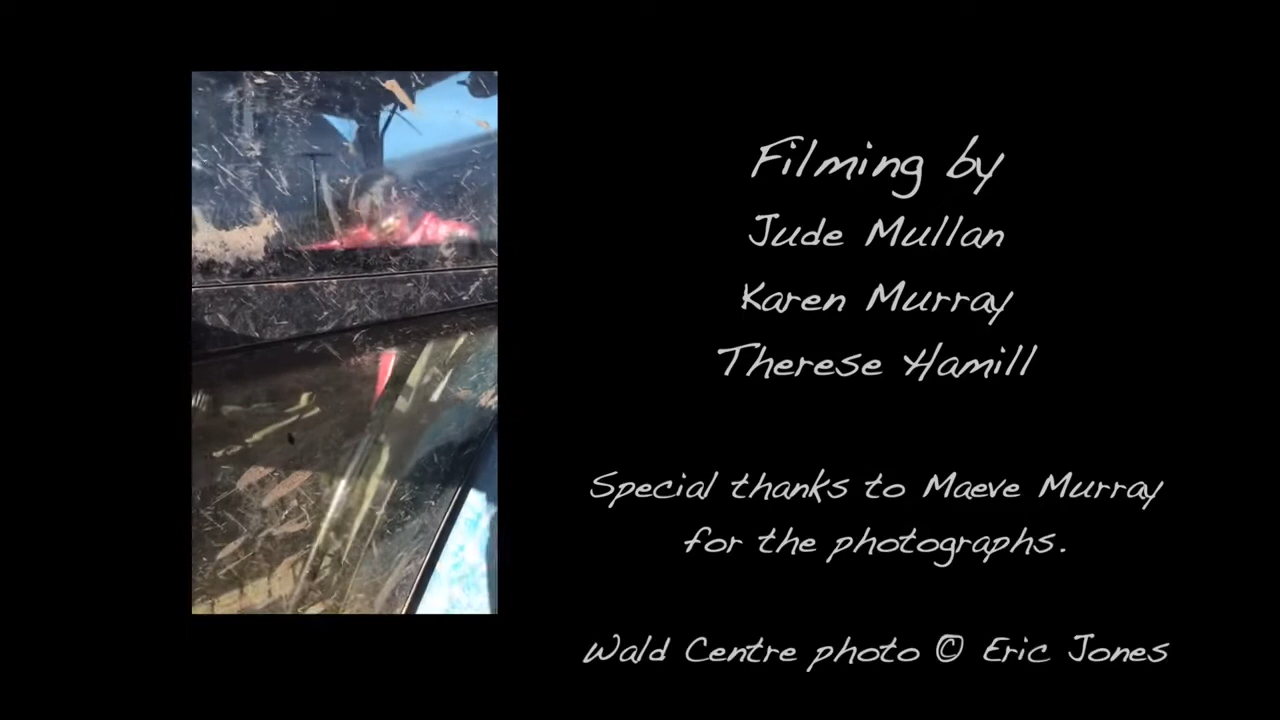 Filming by
Jude Mullan
Karen Murray
Therese Hamill
Special thanks to Maeve Murray
for the photographs.
Wald Centre photo © Eric Jones